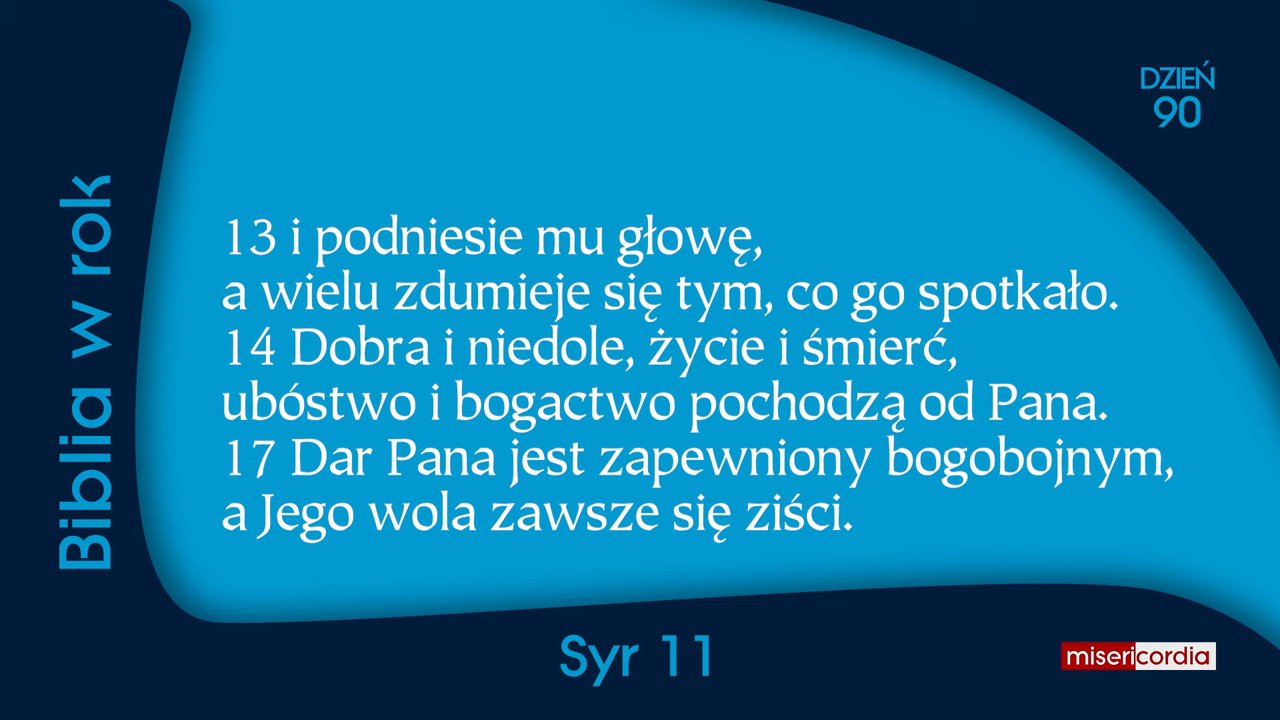 DZIEŃ
90
Biblia w rok
13 i podniesie mu głowę,
a wielu zdumieje się tym, co go spotkało.
14 Dobra i niedole, życie i śmierć,
ubóstwo i bogactwo pochodzą od Pana.
17 Dar Pana jest zapewniony bogobojnym,
a Jego wola zawsze się ziści.
Syr 11
misericordia